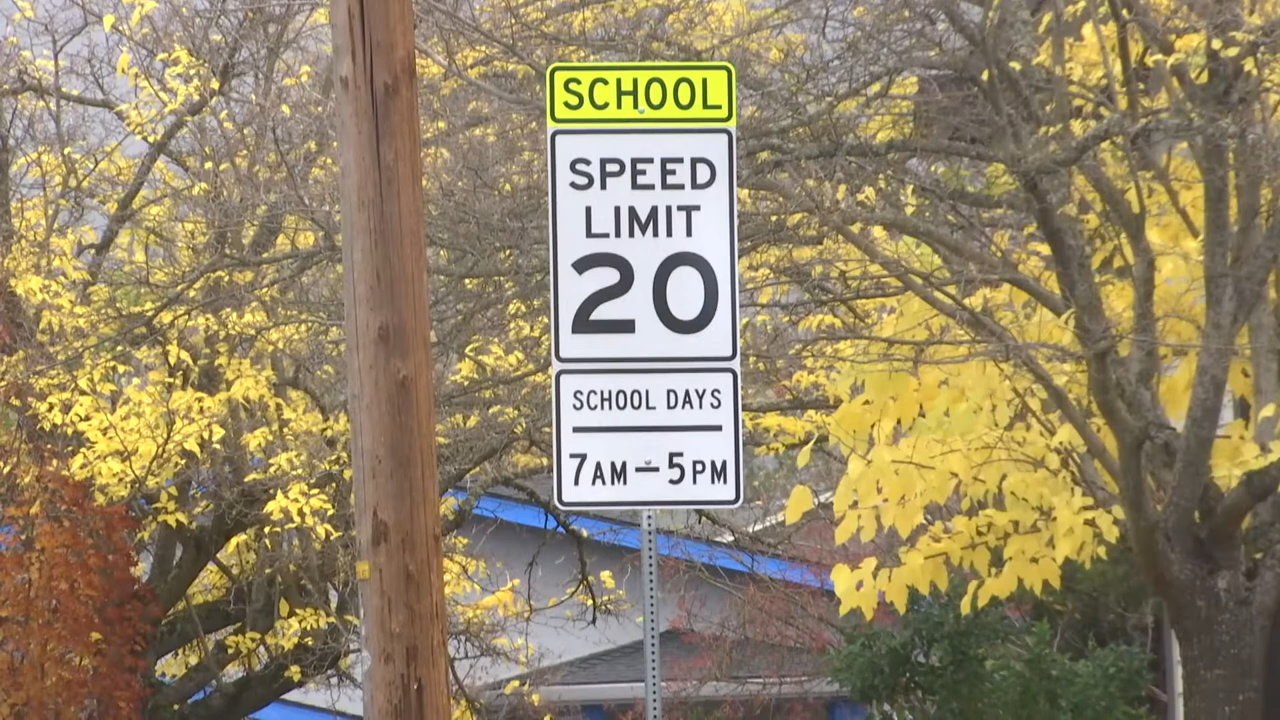 SCHOOL
SPEED
LIMIT
20
SCHOOL DAYS
7AM-5PM